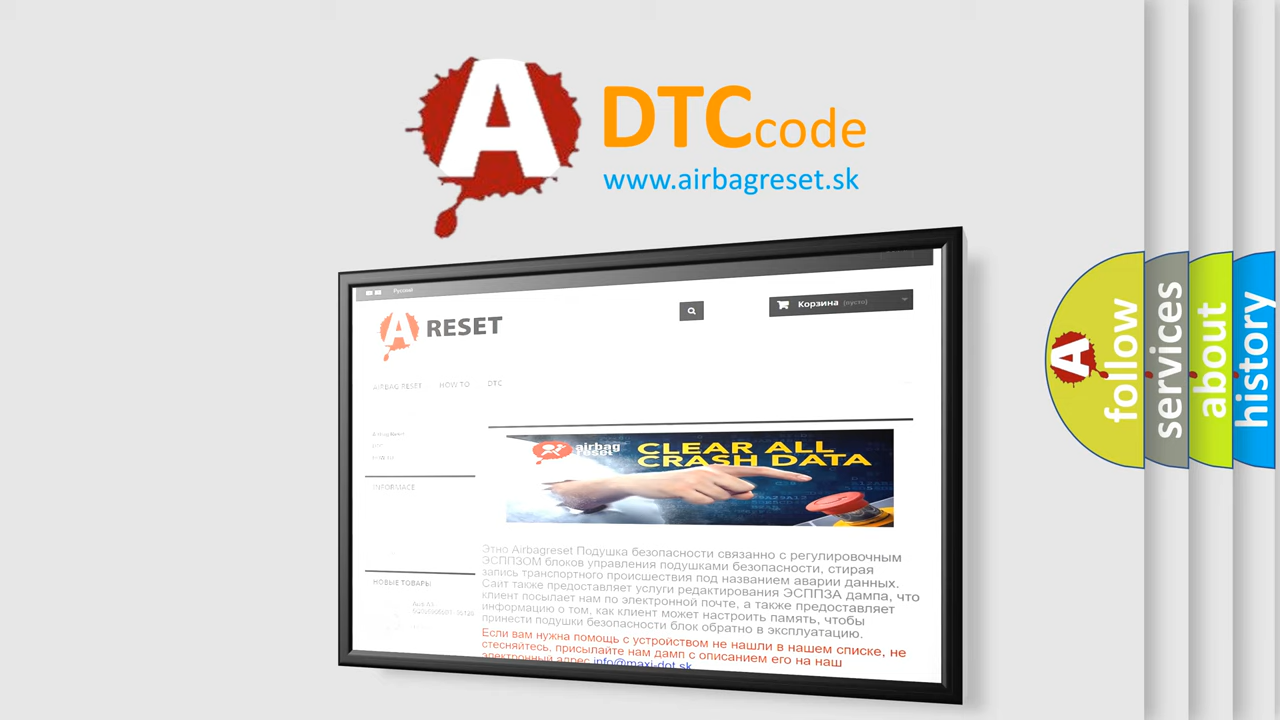 A DTCcode
www.airbagreset.sk
Русский
A RESET
Корзина (пусто)
AIRBAG RESET HOW TO DTC
INFORMACE
airbag reset
CLEAR ALL
CRASH DATA
Этно Airbagreset Подушка безопасности связанно с регулировочным
ЭСППЗОМ блоков управления подушками безопасности, стирая
запись транспортного происшествия под названием аварии данных.
Сайт также предоставляет услуги редактирования ЭСППЗА дампа, что
клиент посылает нам по электронной почте, а также предоставляет
информацию о том, как клиент может настроить память, чтобы
принести подушки безопасности блок обратно в эксплуатацию.
Если вам нужна помощь с устройством не нашли в нашем списке, не
стесняйтесь, присылайте нам дамп с описанием его на наш
электронный адрес info@maxi-dot.sk
НОВЫЕ ТОВАРЫ
A
follow
services
about
history